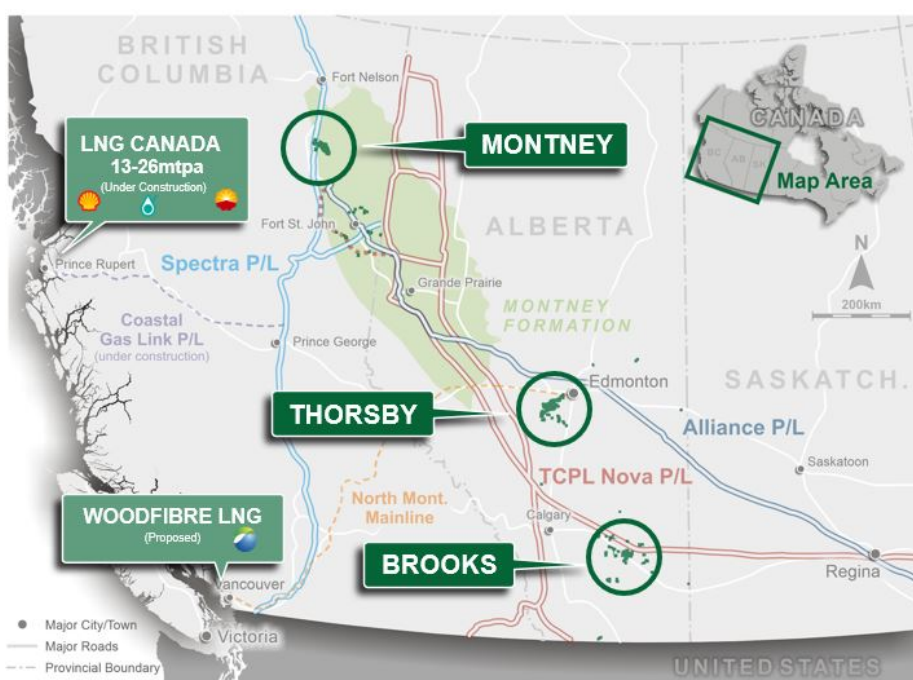 BRITISH
COLUMBIA
Fort Nelson
LNG CANADA
13-26mtpa
(Under Construction)
MONTNEY
CANADA
BC
AB
SK
Map Area
Fort St. John
ALBERTA
N
200km
Prince Rupert
Spectra P/L
Grande Prairie
MONTNEY
FORMATION
Coastal
Gas Link P/L
(under construction)
Prince George
SASKATCH.
Edmonton
THORSBY
Alliance P/L
Saskatoon
TCPL Nova P/L
North Mont.
Mainline
WOODFIBRE LNG
(Proposed)
Calgary
BROOKS
Regina
Vancouver
Victoria
Major City/Town
Major Roads
Provincial Boundary
UNITED STATES